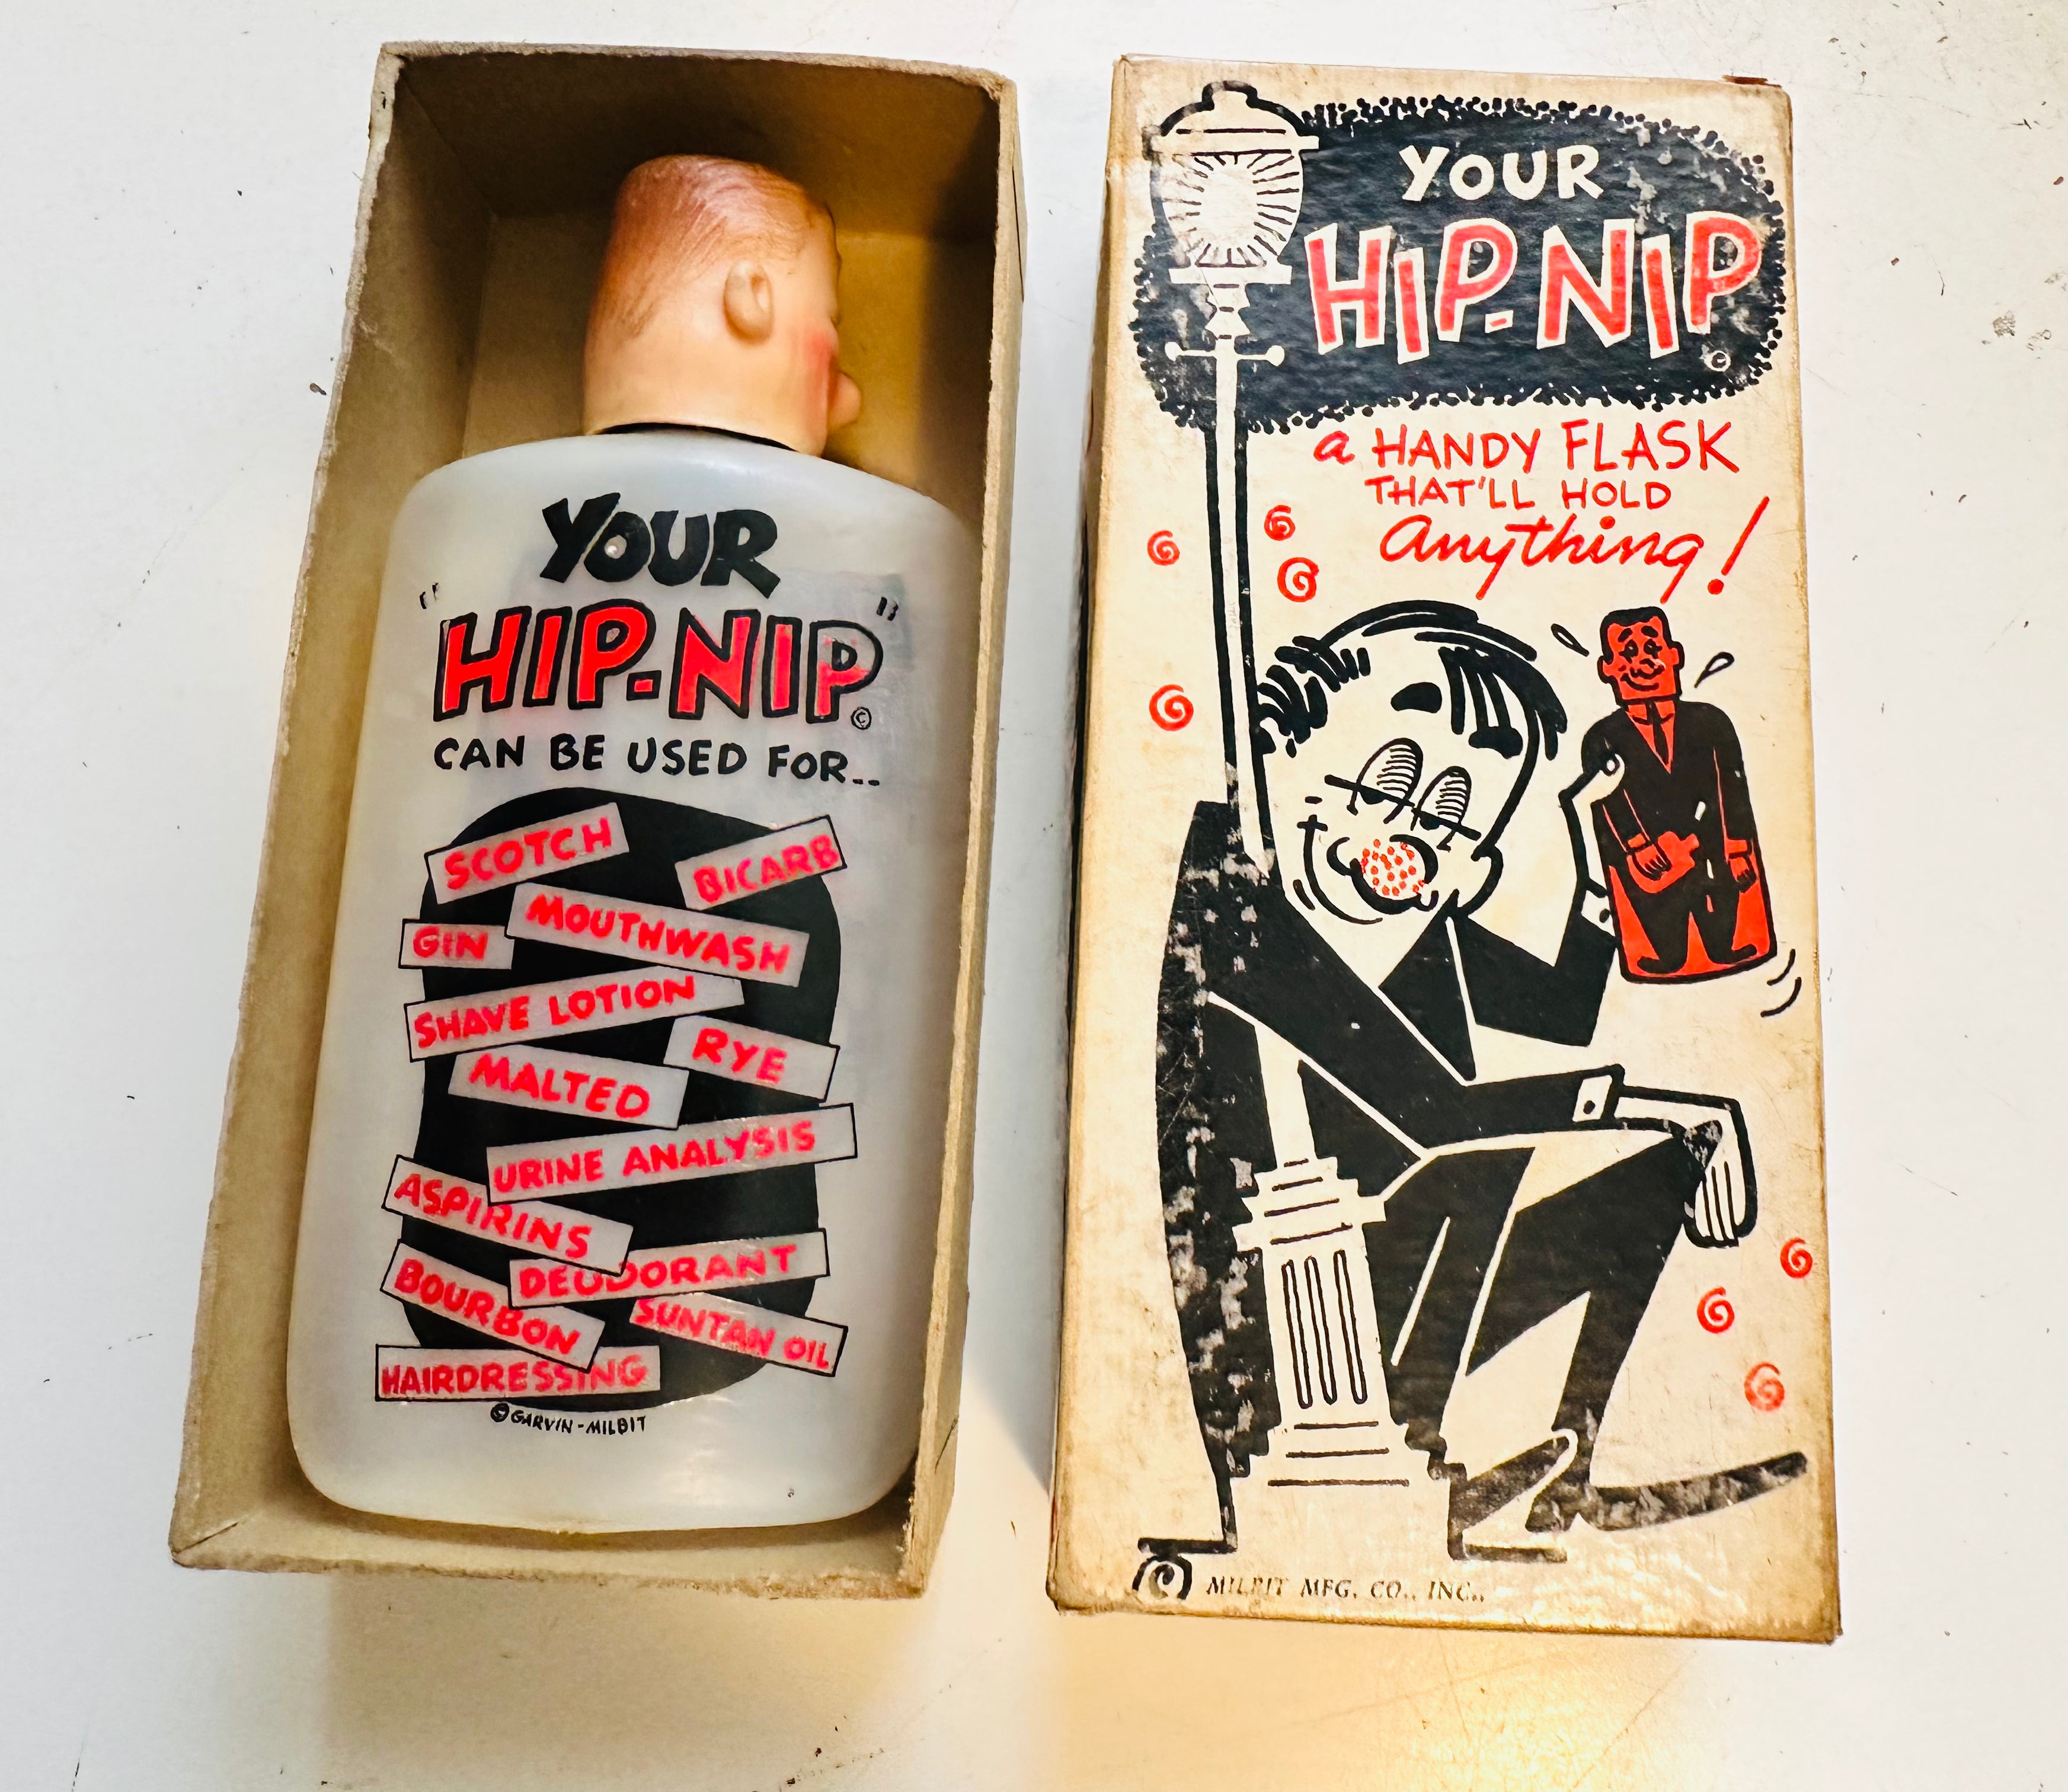 YOUR
"HIP-NIP"©
CAN BE USED FOR..
SCOTCH
BICARB
MOUTHWASH
GIN
SHAVE LOTION
RYE
MALTED
URINE ANALYSIS
ASPIRINS
DEODORANT
BOURBON
SUNTAN OIL
HAIRDRESSING
© GARVIN-MILBIT
YOUR
HIP-NIP©
a HANDY FLASK
THAT'LL HOLD
Anything!
© MILBIT MFG. CO., INC.,